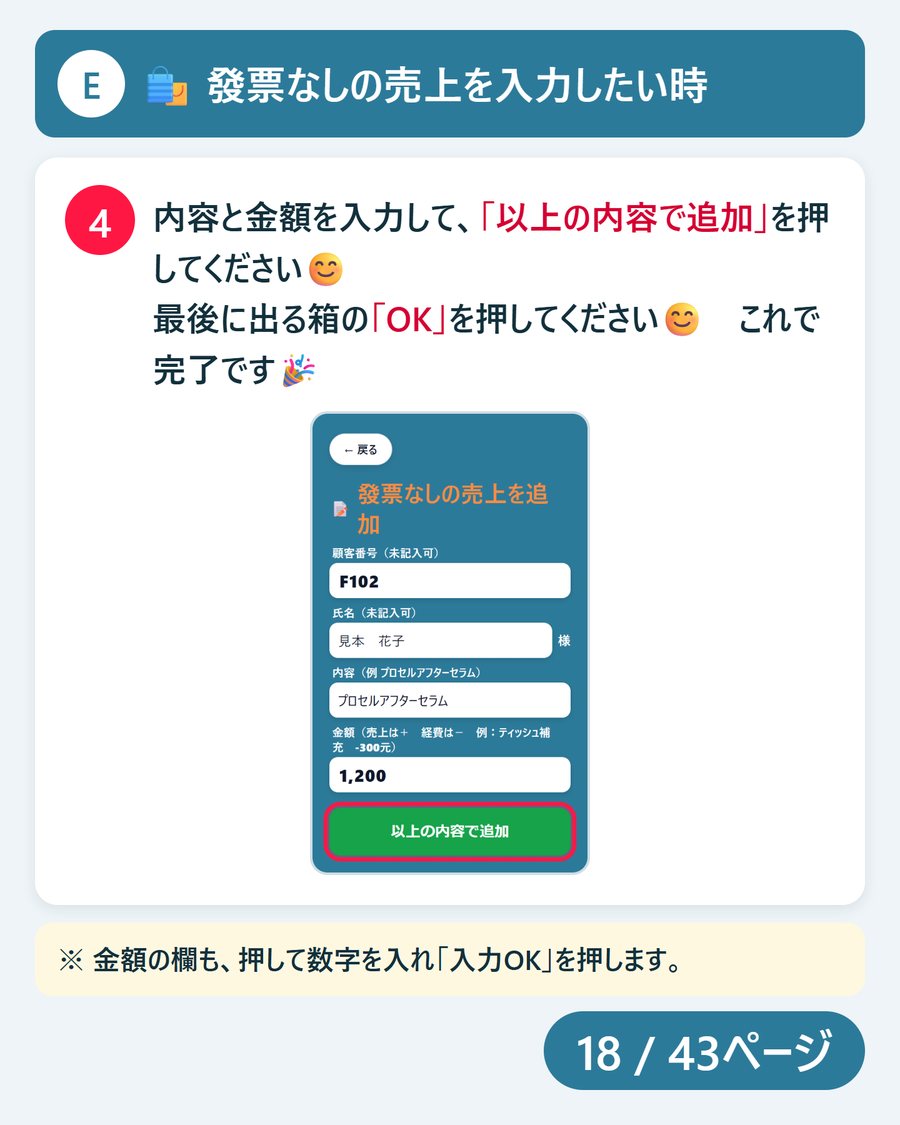 E 🛍️ 發票なしの売上を入力したい時
4 内容と金額を入力して、「以上の内容で追加」を押
してください😊
最後に出る箱の「OK」を押してください😊　これで
完了です🎉
← 戻る
📝 發票なしの売上を追
加
顧客番号（未記入可）
F102
氏名（未記入可）
見本　花子 様
内容（例 プロセルアフターセラム）
プロセルアフターセラム
金額（売上は＋　経費は－　例：ティッシュ補
充　-300元）
1,200
以上の内容で追加
※ 金額の欄も、押して数字を入れ「入力OK」を押します。
18 / 43ページ